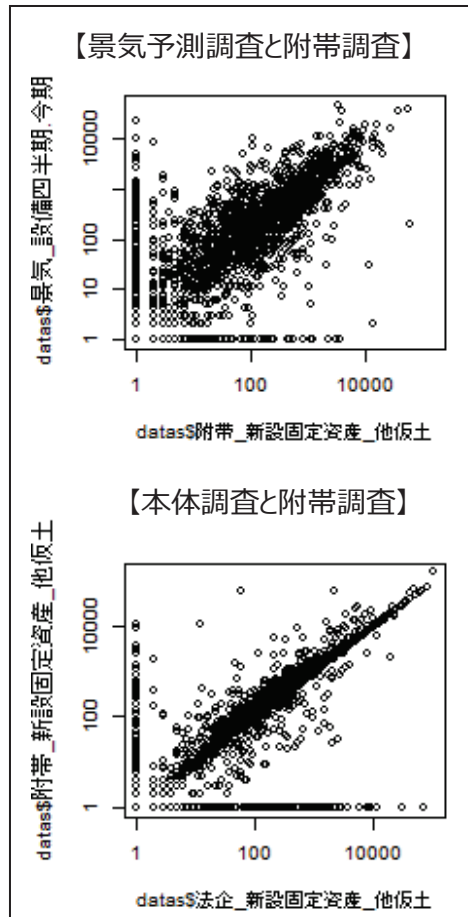 【景気予測調査と附帯調査】
datas$景気_設備四半期.今期
10000
100
10
1
1
100
10000
datas$附帯_新設固定資産_他仮土
【本体調査と附帯調査】
datas$附帯_新設固定資産_他仮土
10000
100
1
1
100
10000
datas$法企_新設固定資産_他仮土